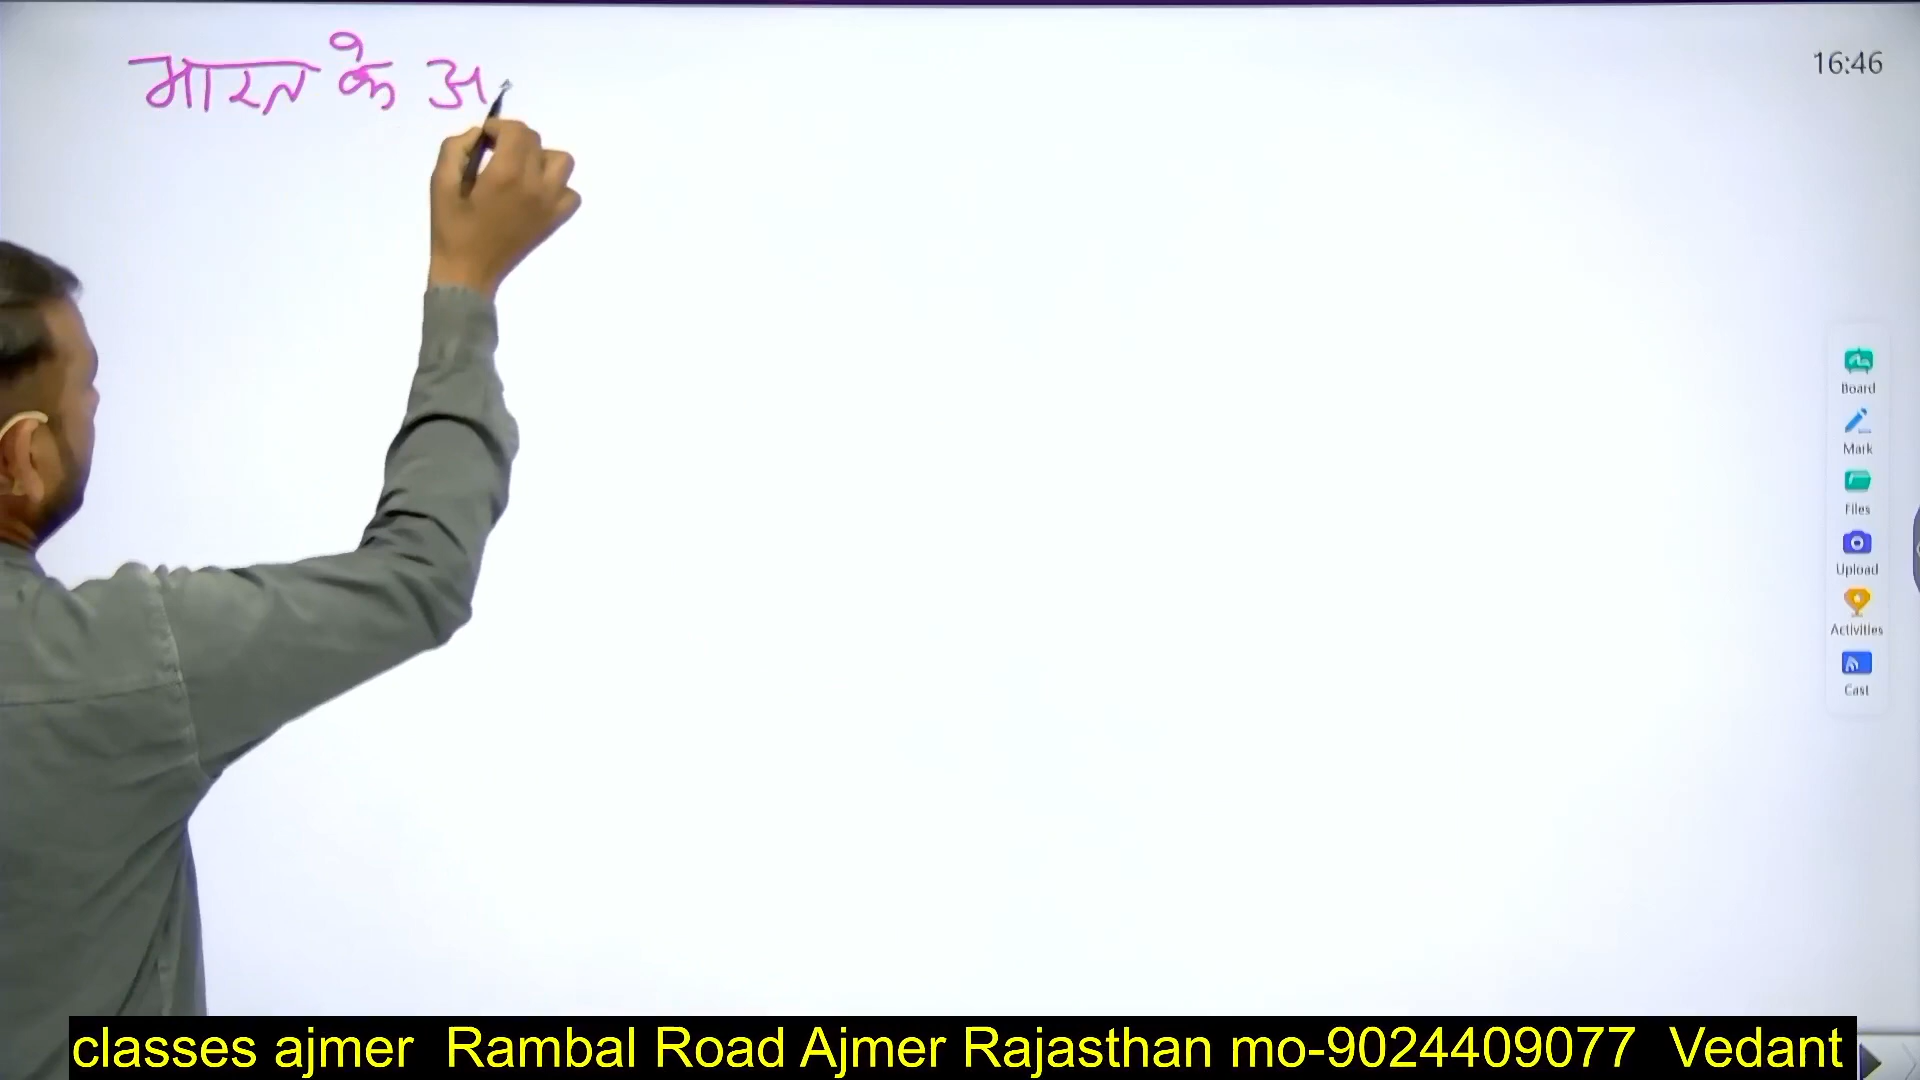 भारत के अ
16:46
Board
Mark
Files
Upload
Activities
Cast
classes ajmer Rambal Road Ajmer Rajasthan mo-9024409077 Vedant